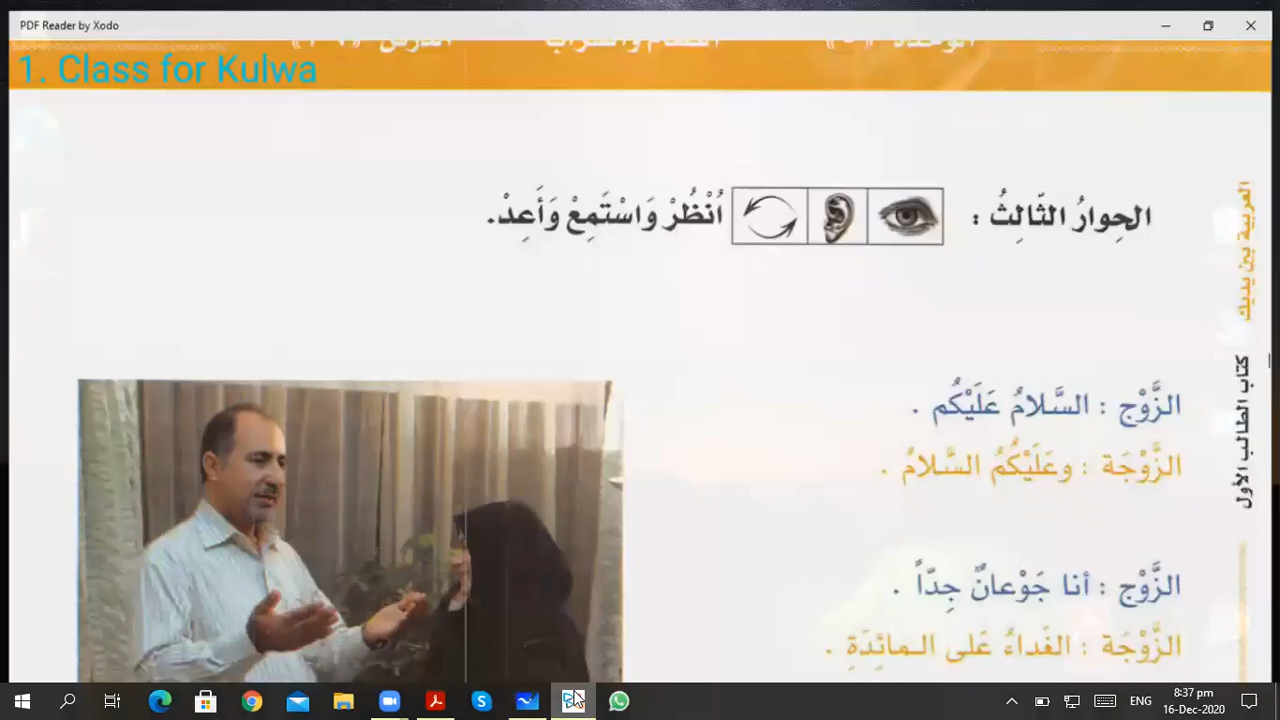 PDF Reader by Xodo
1. Class for Kulwa
الحِوارُ الثّالِثُ : اُنْظُرْ وَاسْتَمِعْ وَأَعِدْ.
العربية بين يديك
كتاب الطالب الأول
الزَّوْج : السَّلامُ عَلَيْكُم .
الزَّوْجَة : وعَلَيْكُمُ السَّلامُ .
الزَّوْج : أنا جَوْعانٌ جِدّاً .
الزَّوْجَة : الغَداءُ عَلى المائِدَةِ .
ENG
8:37 pm
16-Dec-2020